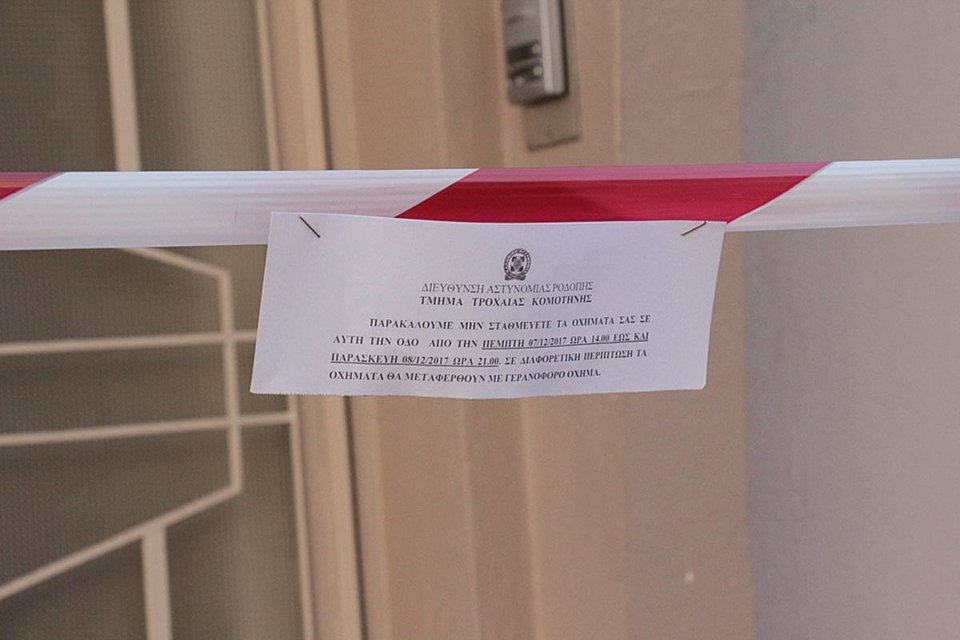 ΔΙΕΥΘΥΝΣΗ ΑΣΤΥΝΟΜΙΑΣ ΡΟΔΟΠΗΣ
ΤΜΗΜΑ ΤΡΟΧΑΙΑΣ ΚΟΜΟΤΗΝΗΣ
ΠΑΡΑΚΑΛΟΥΜΕ ΜΗΝ ΣΤΑΘΜΕΥΕΤΕ ΤΑ ΟΧΗΜΑΤΑ ΣΑΣ ΣΕ
ΑΥΤΗ ΤΗΝ ΟΔΟ ΑΠΟ ΤΗΝ ΠΕΜΠΤΗ 07/12/2017 ΩΡΑ 14.00 ΕΩΣ ΚΑΙ
ΠΑΡΑΣΚΕΥΗ 08/12/2017 ΩΡΑ 21.00. ΣΕ ΔΙΑΦΟΡΕΤΙΚΗ ΠΕΡΙΠΤΩΣΗ ΤΑ
ΟΧΗΜΑΤΑ ΘΑ ΜΕΤΑΦΕΡΘΟΥΝ ΜΕ ΓΕΡΑΝΟΦΟΡΟ ΟΧΗΜΑ.